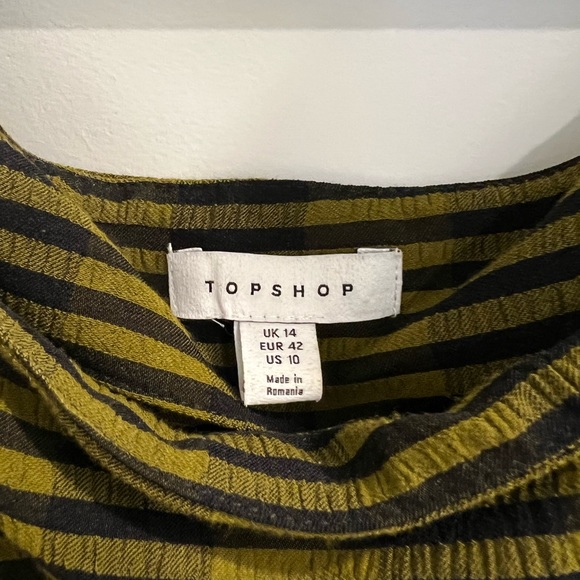 TOPSHOP
UK 14
EUR 42
US 10
Made in
Romania